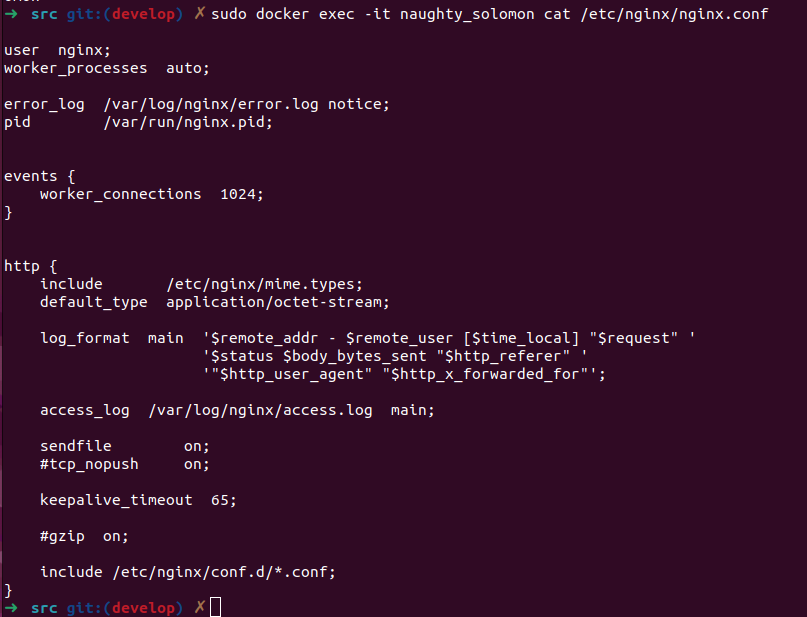 ➜ src git:(develop) ✗ sudo docker exec -it naughty_solomon cat /etc/nginx/nginx.conf

user  nginx;
worker_processes  auto;

error_log  /var/log/nginx/error.log notice;
pid        /var/run/nginx.pid;


events {
    worker_connections  1024;
}


http {
    include       /etc/nginx/mime.types;
    default_type  application/octet-stream;

    log_format  main  '$remote_addr - $remote_user [$time_local] "$request" '
                      '$status $body_bytes_sent "$http_referer" '
                      '"$http_user_agent" "$http_x_forwarded_for"';

    access_log  /var/log/nginx/access.log  main;

    sendfile        on;
    #tcp_nopush     on;

    keepalive_timeout  65;

    #gzip  on;

    include /etc/nginx/conf.d/*.conf;
}
➜ src git:(develop) ✗